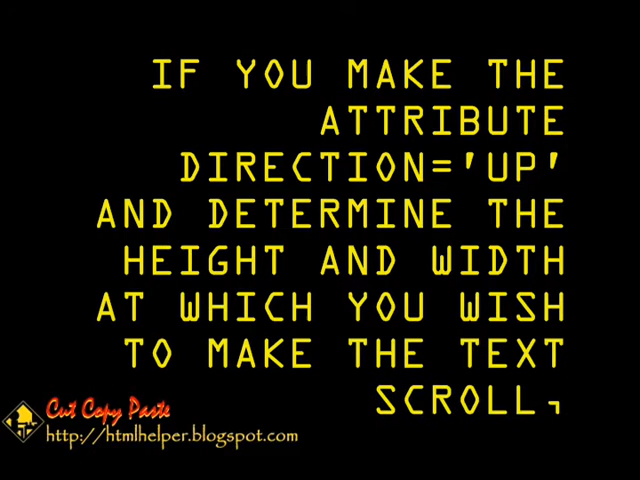 IF YOU MAKE THE
ATTRIBUTE
DIRECTION='UP'
AND DETERMINE THE
HEIGHT AND WIDTH
AT WHICH YOU WISH
TO MAKE THE TEXT
SCROLL,
Cut Copy Paste
http://htmlhelper.blogspot.com